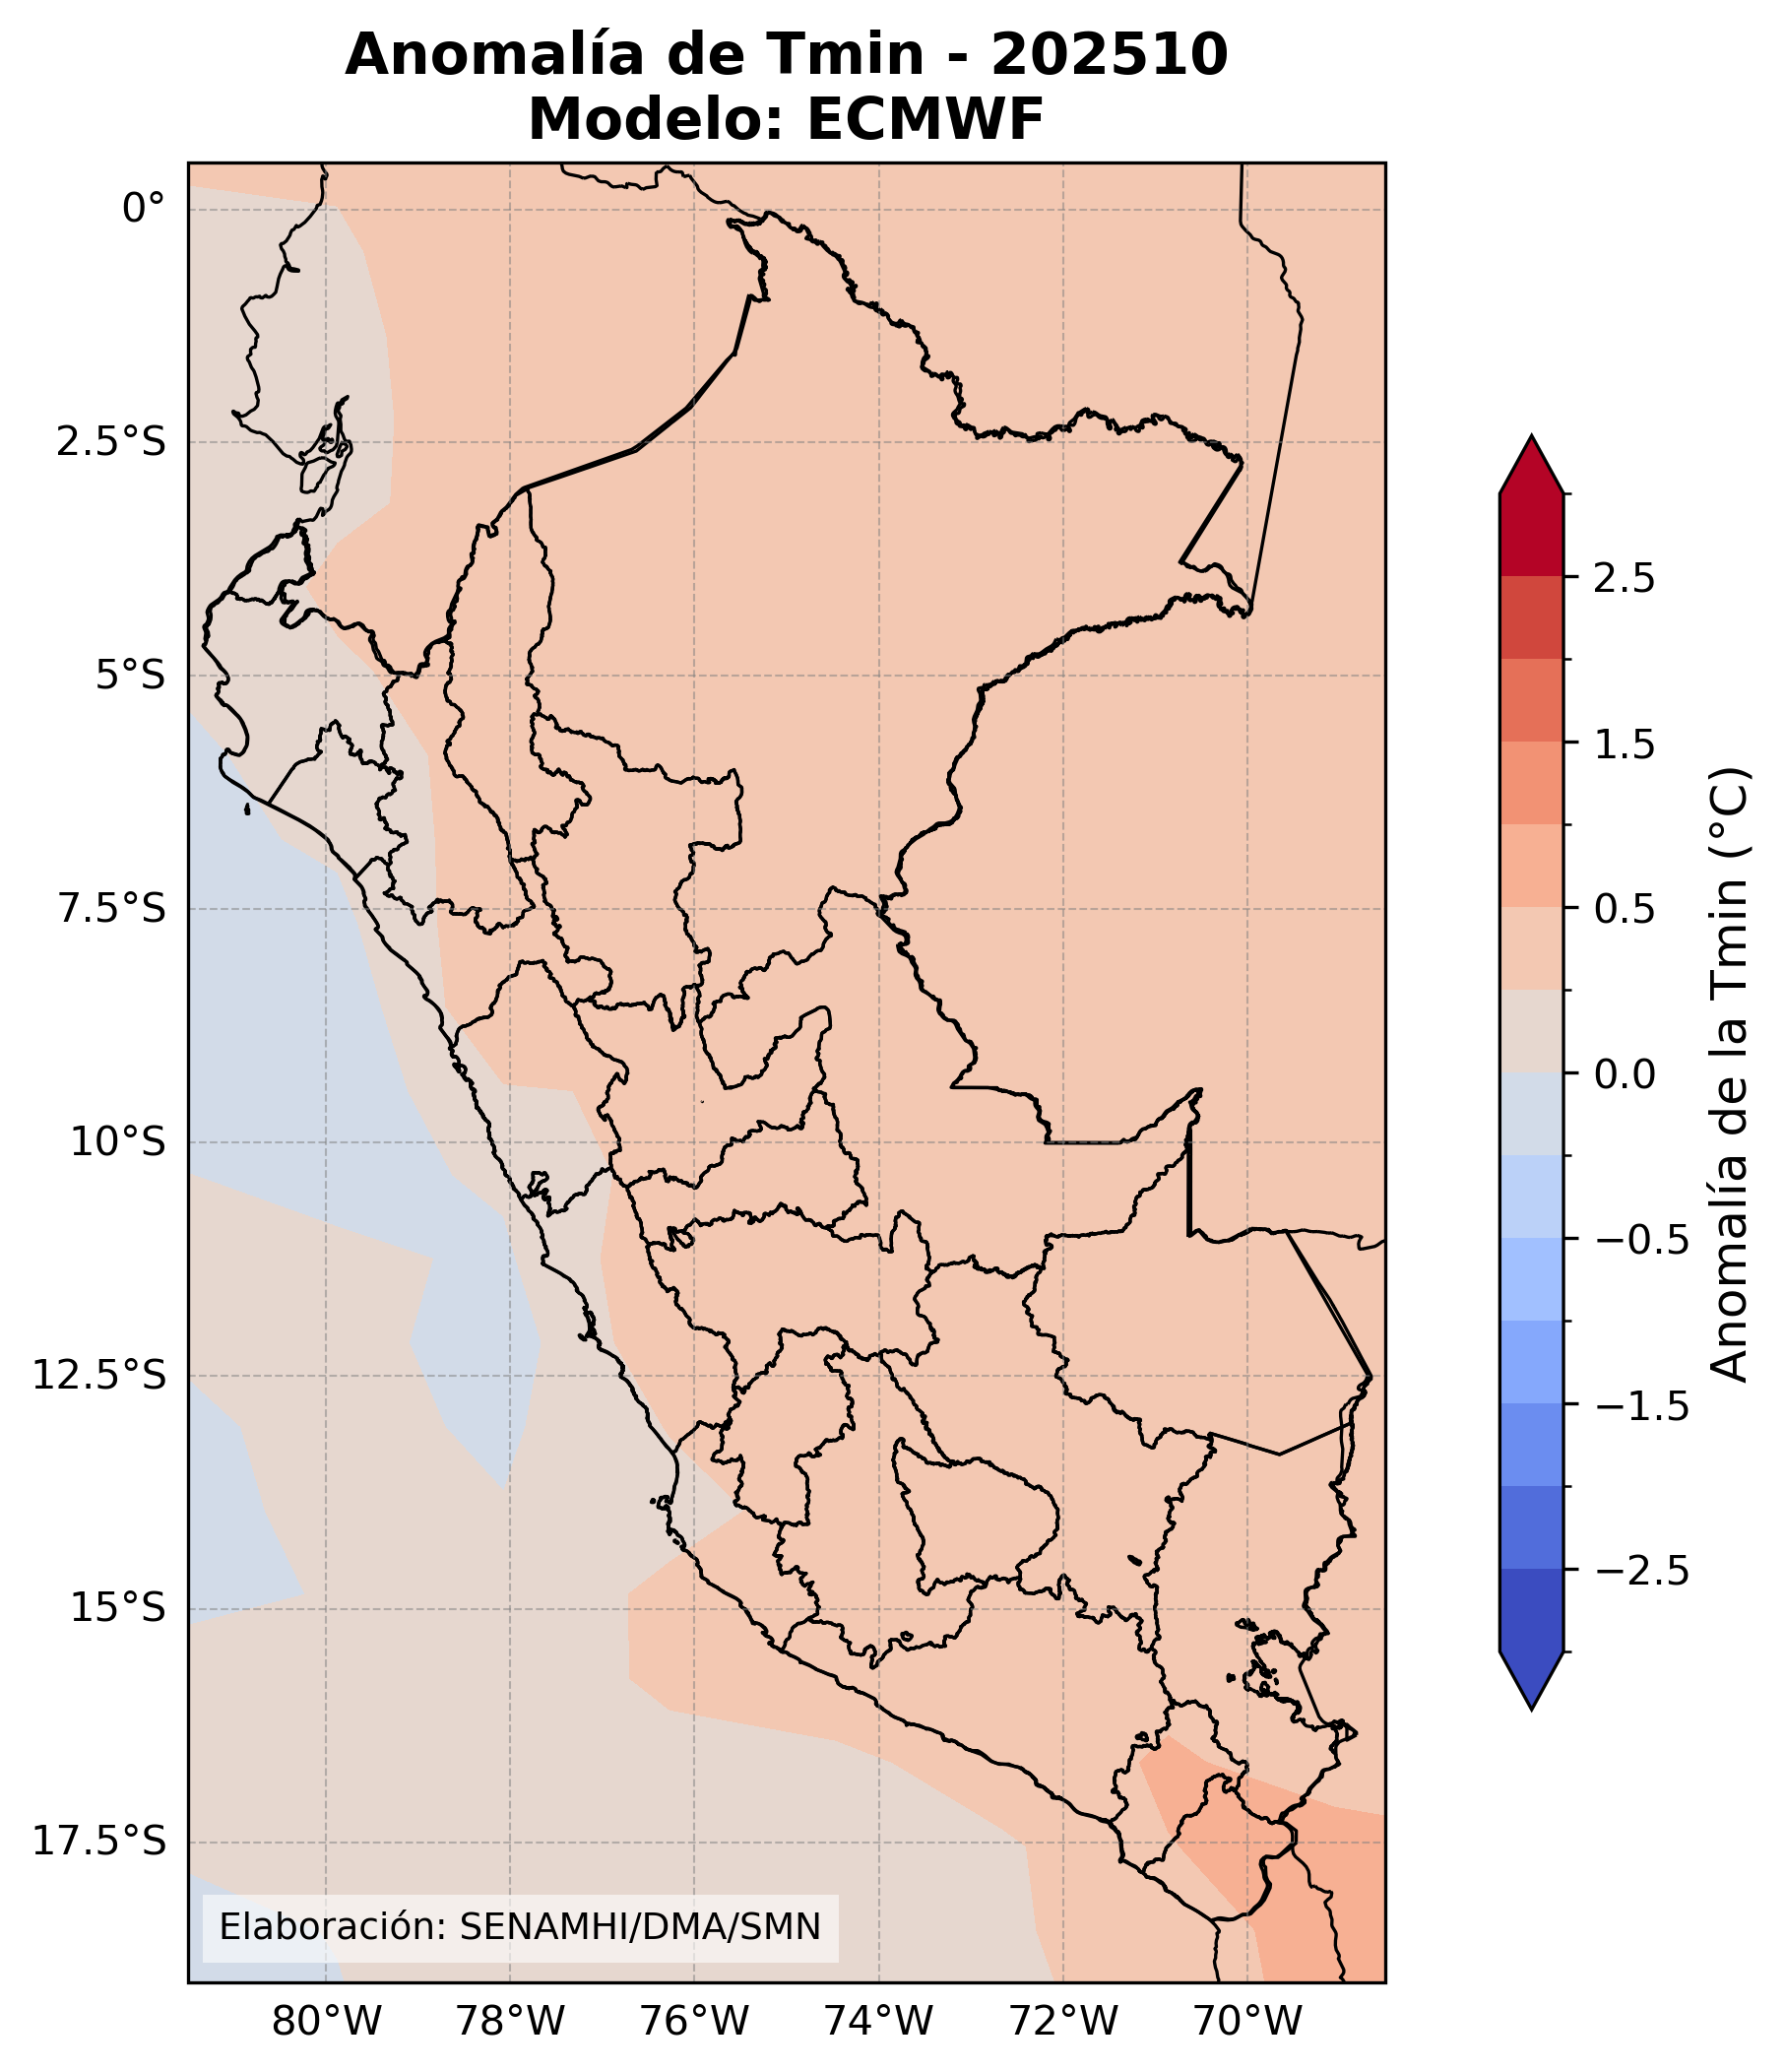 Anomalía de Tmin - 202510
Modelo: ECMWF
0°
2.5°S
5°S
7.5°S
10°S
12.5°S
15°S
17.5°S
80°W
78°W
76°W
74°W
72°W
70°W
Elaboración: SENAMHI/DMA/SMN
2.5
1.5
0.5
0.0
−0.5
−1.5
−2.5
Anomalía de la Tmin (°C)